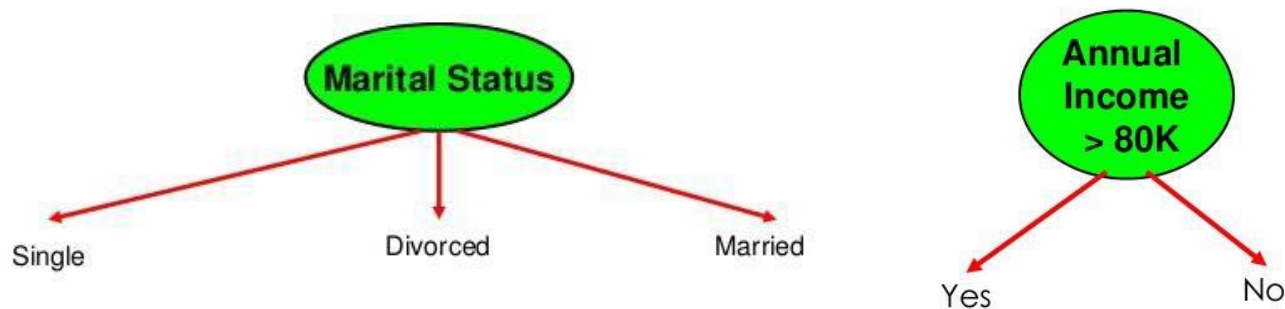 Marital Status
Single
Divorced
Married
Annual
Income
> 80K
Yes
No